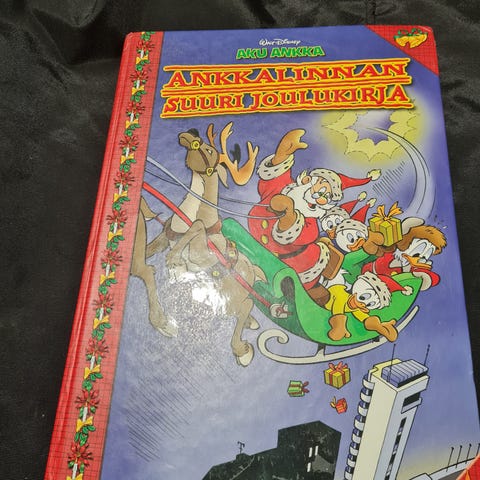 Walt Disney
AKU ANKKA
ANKKALINNAN
SUURI JOULUKIRJA